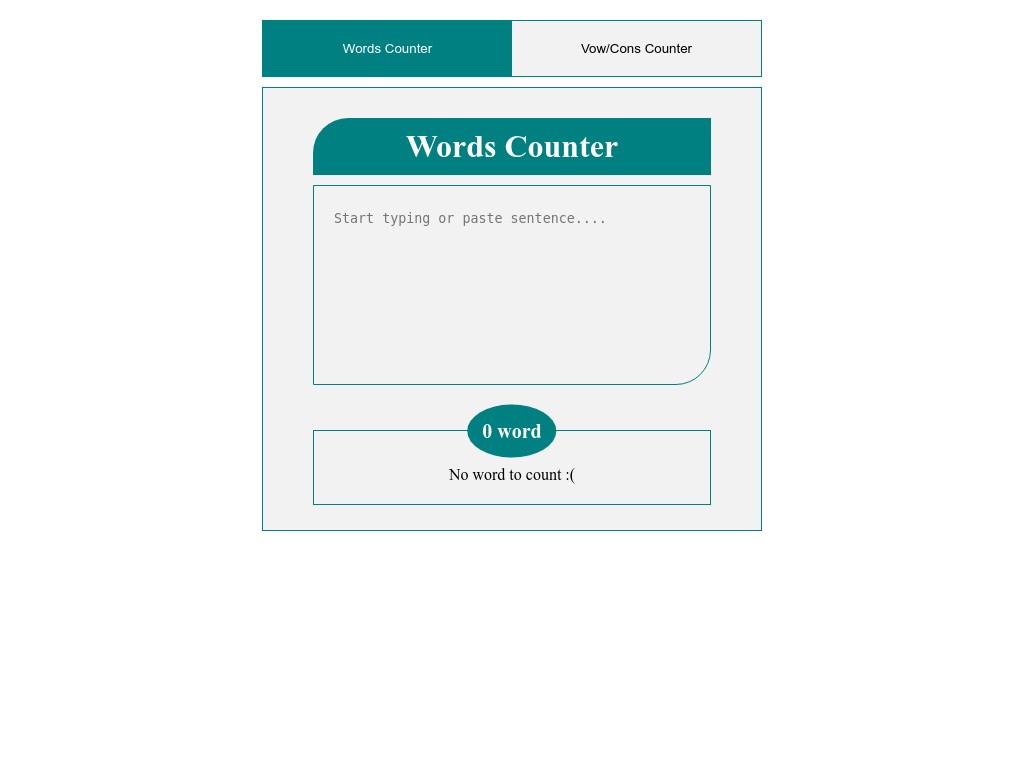 Words Counter
Vow/Cons Counter
Words Counter
Start typing or paste sentence....
0 word
No word to count :(